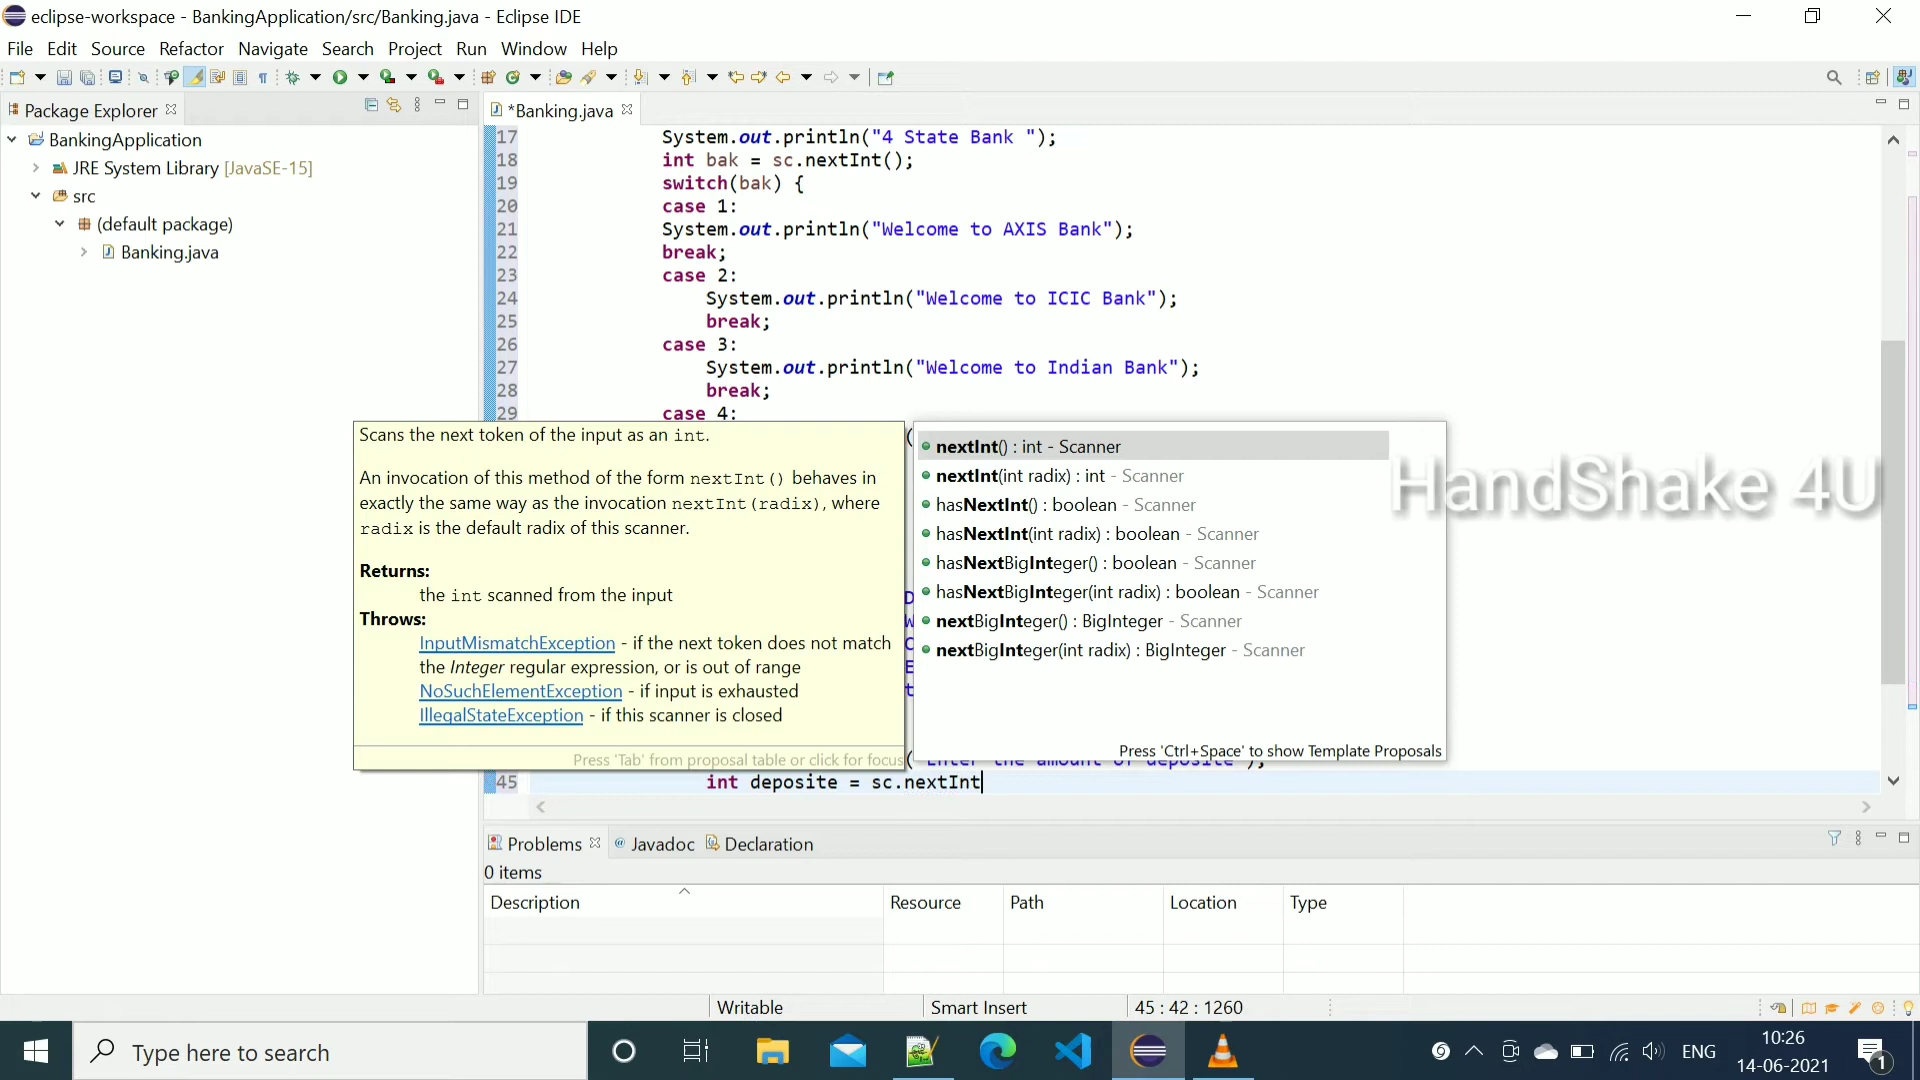 eclipse-workspace - BankingApplication/src/Banking.java - Eclipse IDE
File Edit Source Refactor Navigate Search Project Run Window Help
Package Explorer
*Banking.java
BankingApplication
JRE System Library [JavaSE-15]
src
(default package)
Banking.java
17 System.out.println("4 State Bank ");
18 int bak = sc.nextInt();
19 switch(bak) {
20 case 1:
21 System.out.println("Welcome to AXIS Bank");
22 break;
23 case 2:
24 System.out.println("Welcome to ICIC Bank");
25 break;
26 case 3:
27 System.out.println("Welcome to Indian Bank");
28 break;
29 case 4:
Scans the next token of the input as an int.
An invocation of this method of the form nextInt() behaves in
exactly the same way as the invocation nextInt(radix), where
radix is the default radix of this scanner.
Returns:
the int scanned from the input
Throws:
InputMismatchException - if the next token does not match
the Integer regular expression, or is out of range
NoSuchElementException - if input is exhausted
IllegalStateException - if this scanner is closed
Press 'Tab' from proposal table or click for focus
nextInt() : int - Scanner
nextInt(int radix) : int - Scanner
hasNextInt() : boolean - Scanner
hasNextInt(int radix) : boolean - Scanner
hasNextBigInteger() : boolean - Scanner
hasNextBigInteger(int radix) : boolean - Scanner
nextBigInteger() : BigInteger - Scanner
nextBigInteger(int radix) : BigInteger - Scanner
Press 'Ctrl+Space' to show Template Proposals
HandShake 4U
("Enter the amount of deposite");
45 int deposite = sc.nextInt
Problems Javadoc Declaration
0 items
Description Resource Path Location Type
Writable Smart Insert 45 : 42 : 1260
Type here to search
ENG
10:26
14-06-2021
1